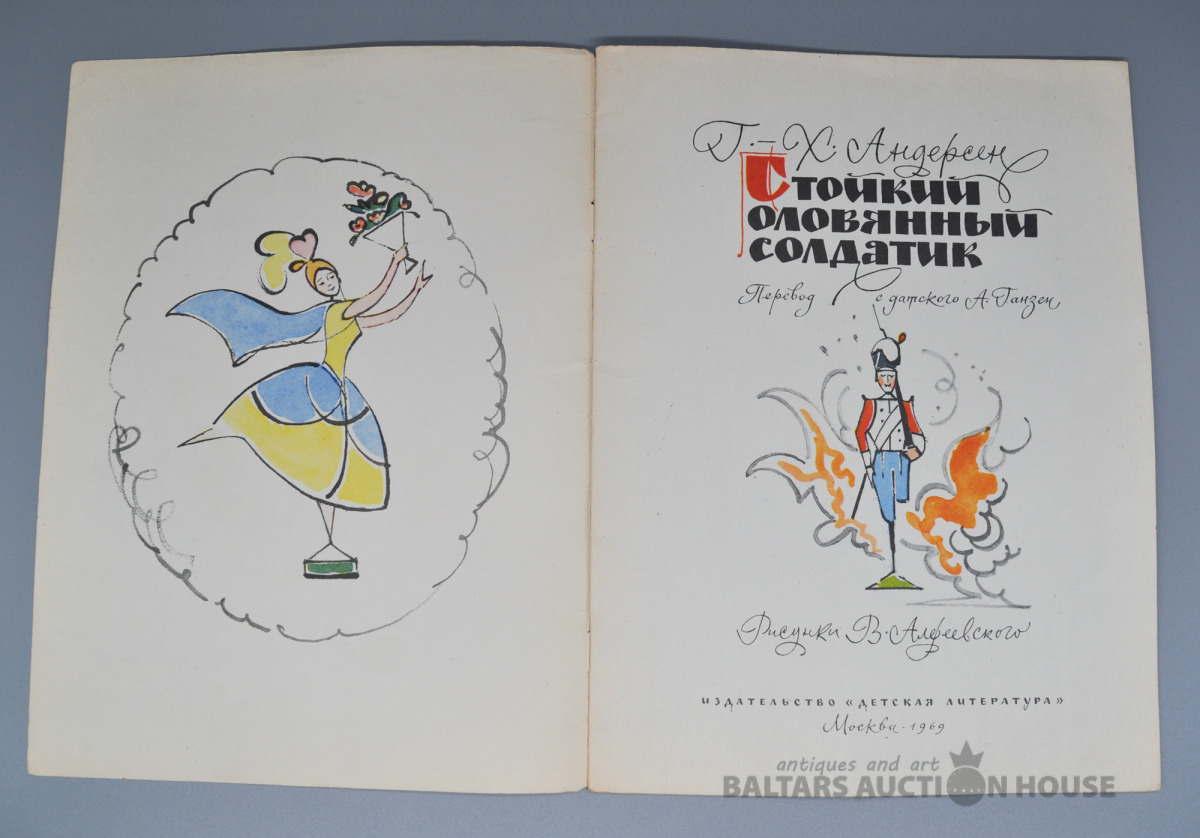 Г.-Х. Андерсен
Стойкий
оловянный
солдатик
Перевод с датского А. Ганзен
Рисунки В. Алфеевского
ИЗДАТЕЛЬСТВО «ДЕТСКАЯ ЛИТЕРАТУРА»
Москва - 1969
antiques and art
BALTARS AUCTION HOUSE